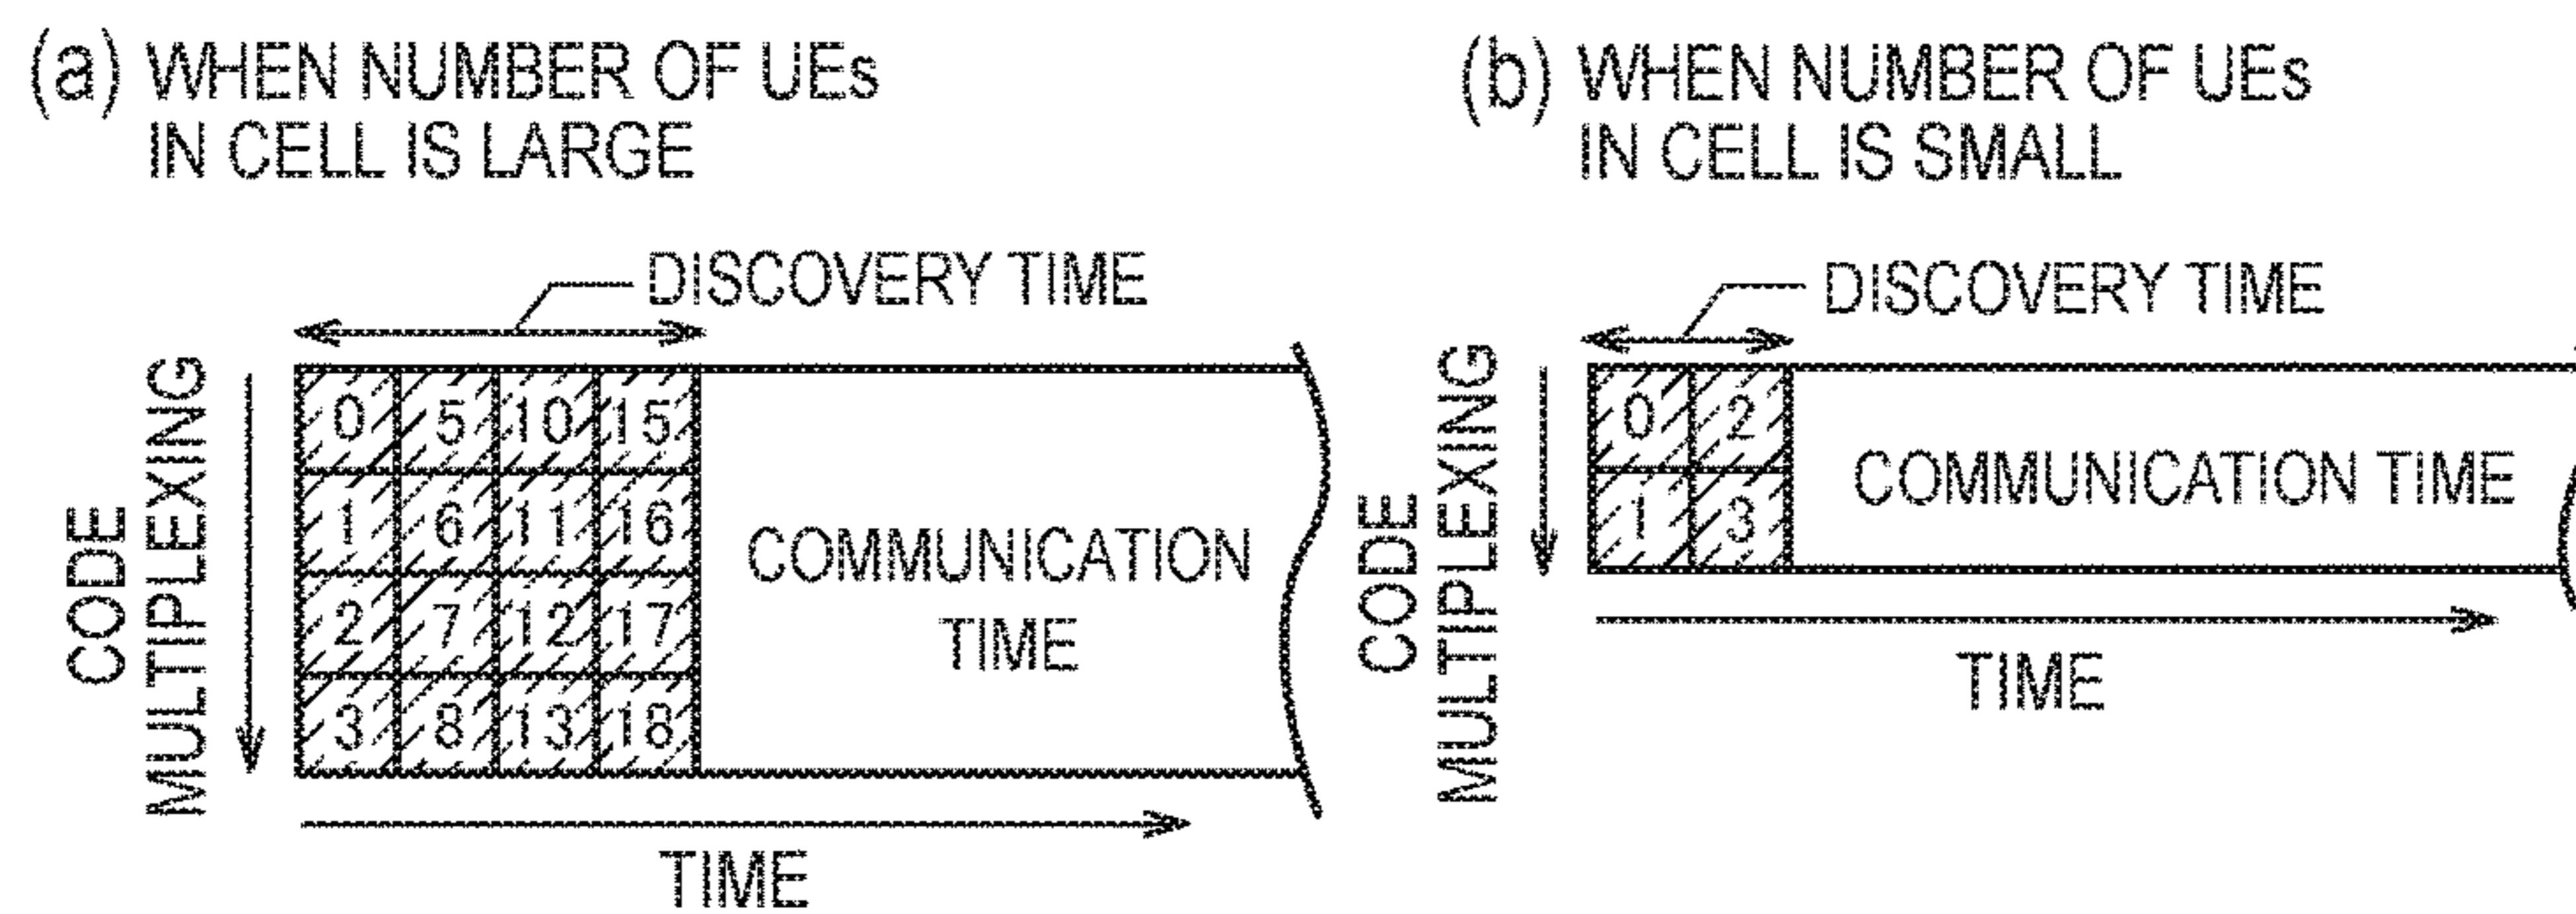 (a) WHEN NUMBER OF UEs
IN CELL IS LARGE
DISCOVERY TIME
CODE
MULTIPLEXING
0 5 10 15
1 6 11 16
2 7 12 17
3 8 13 18
COMMUNICATION
TIME
TIME
(b) WHEN NUMBER OF UEs
IN CELL IS SMALL
DISCOVERY TIME
CODE
MULTIPLEXING
0 2
1 3
COMMUNICATION TIME
TIME